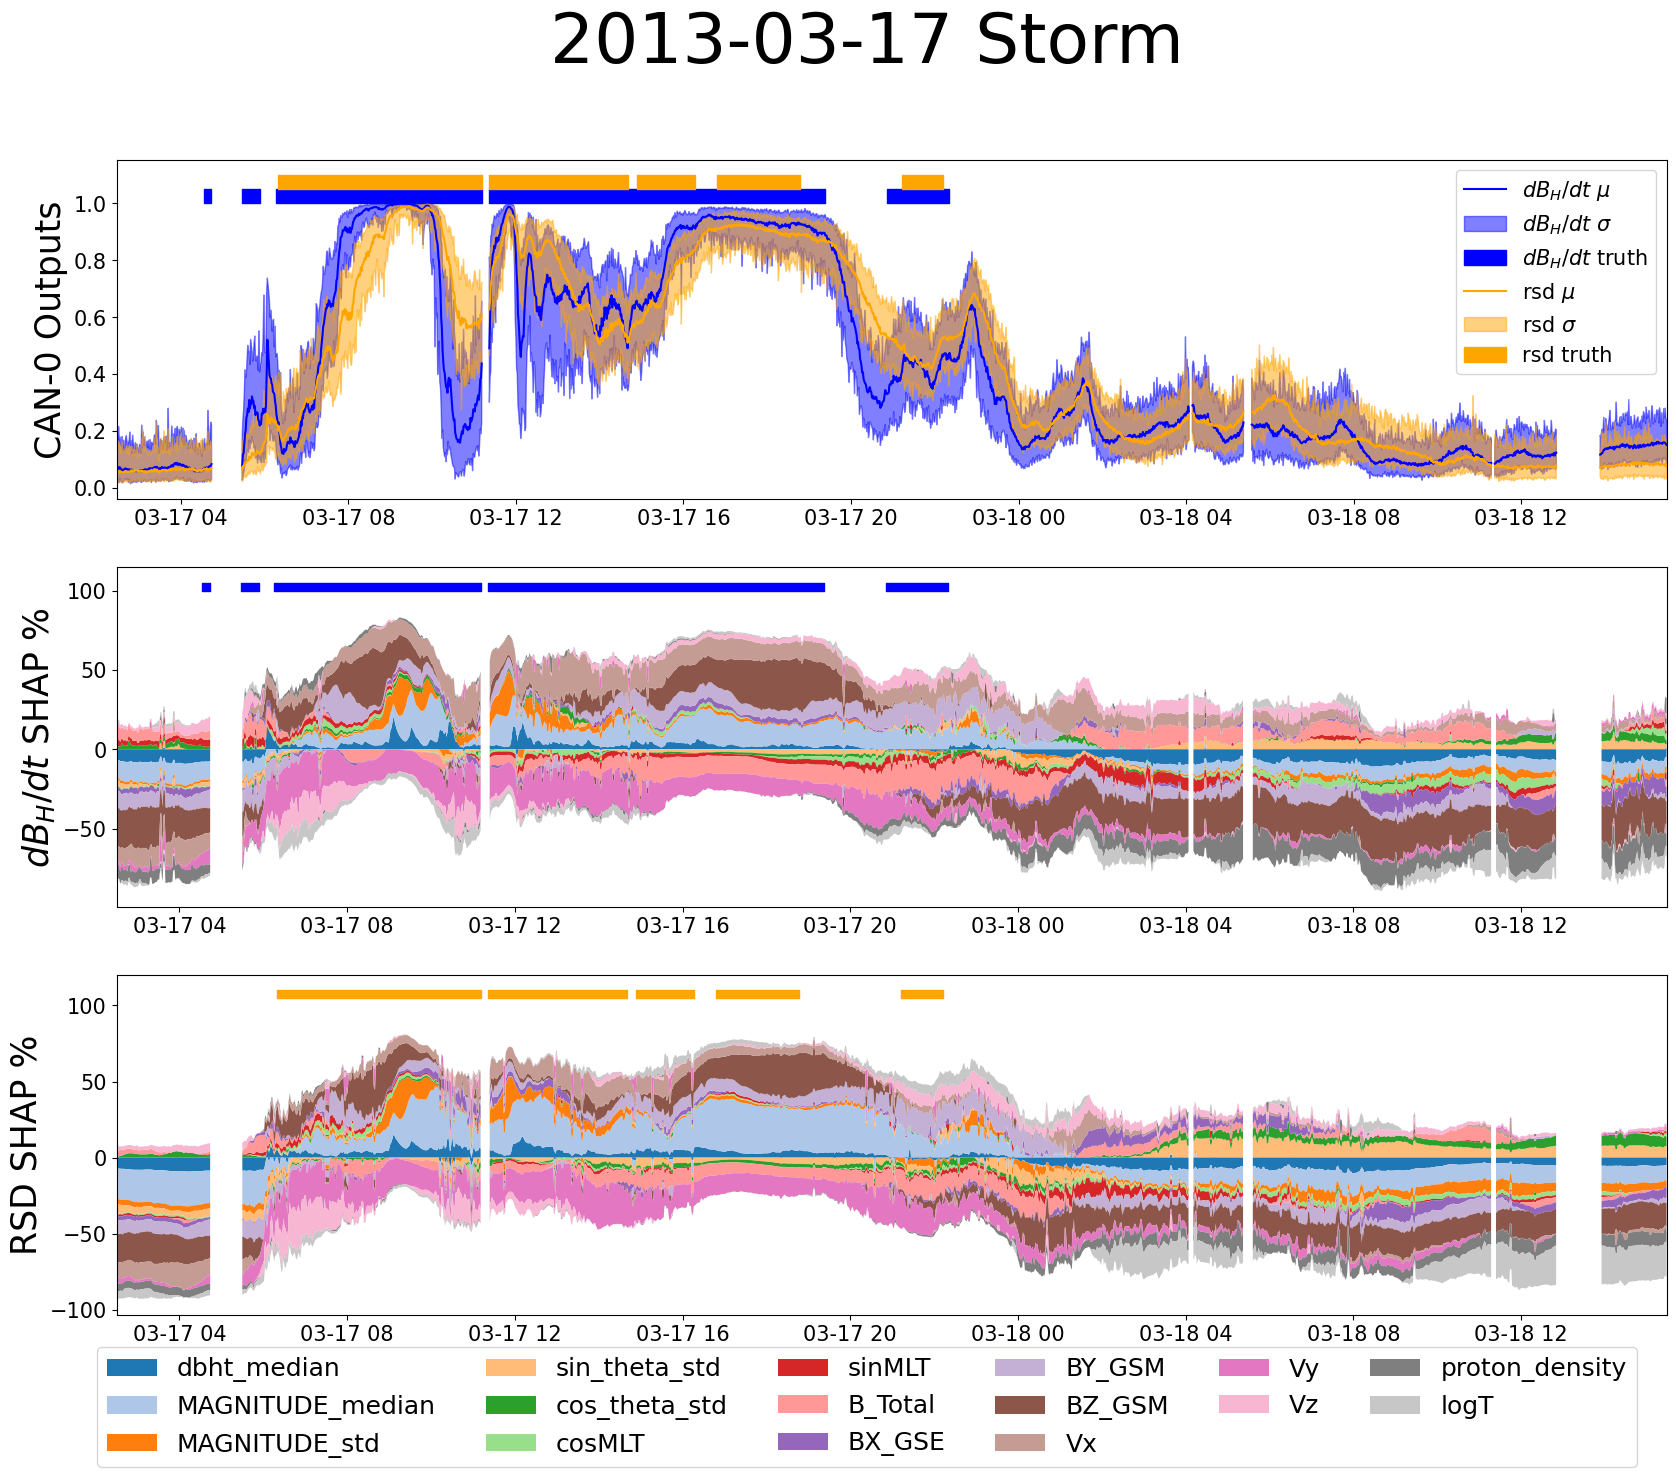 2013-03-17 Storm
CAN-0 Outputs
1.0
0.8
0.6
0.4
0.2
0.0
dB_H/dt μ
dB_H/dt σ
dB_H/dt truth
rsd μ
rsd σ
rsd truth
03-17 04 03-17 08 03-17 12 03-17 16 03-17 20 03-18 00 03-18 04 03-18 08 03-18 12
dB_H/dt SHAP %
100
50
0
−50
03-17 04 03-17 08 03-17 12 03-17 16 03-17 20 03-18 00 03-18 04 03-18 08 03-18 12
RSD SHAP %
100
50
0
−50
−100
03-17 04 03-17 08 03-17 12 03-17 16 03-17 20 03-18 00 03-18 04 03-18 08 03-18 12
dbht_median sin_theta_std sinMLT BY_GSM Vy proton_density
MAGNITUDE_median cos_theta_std B_Total BZ_GSM Vz logT
MAGNITUDE_std cosMLT BX_GSE Vx